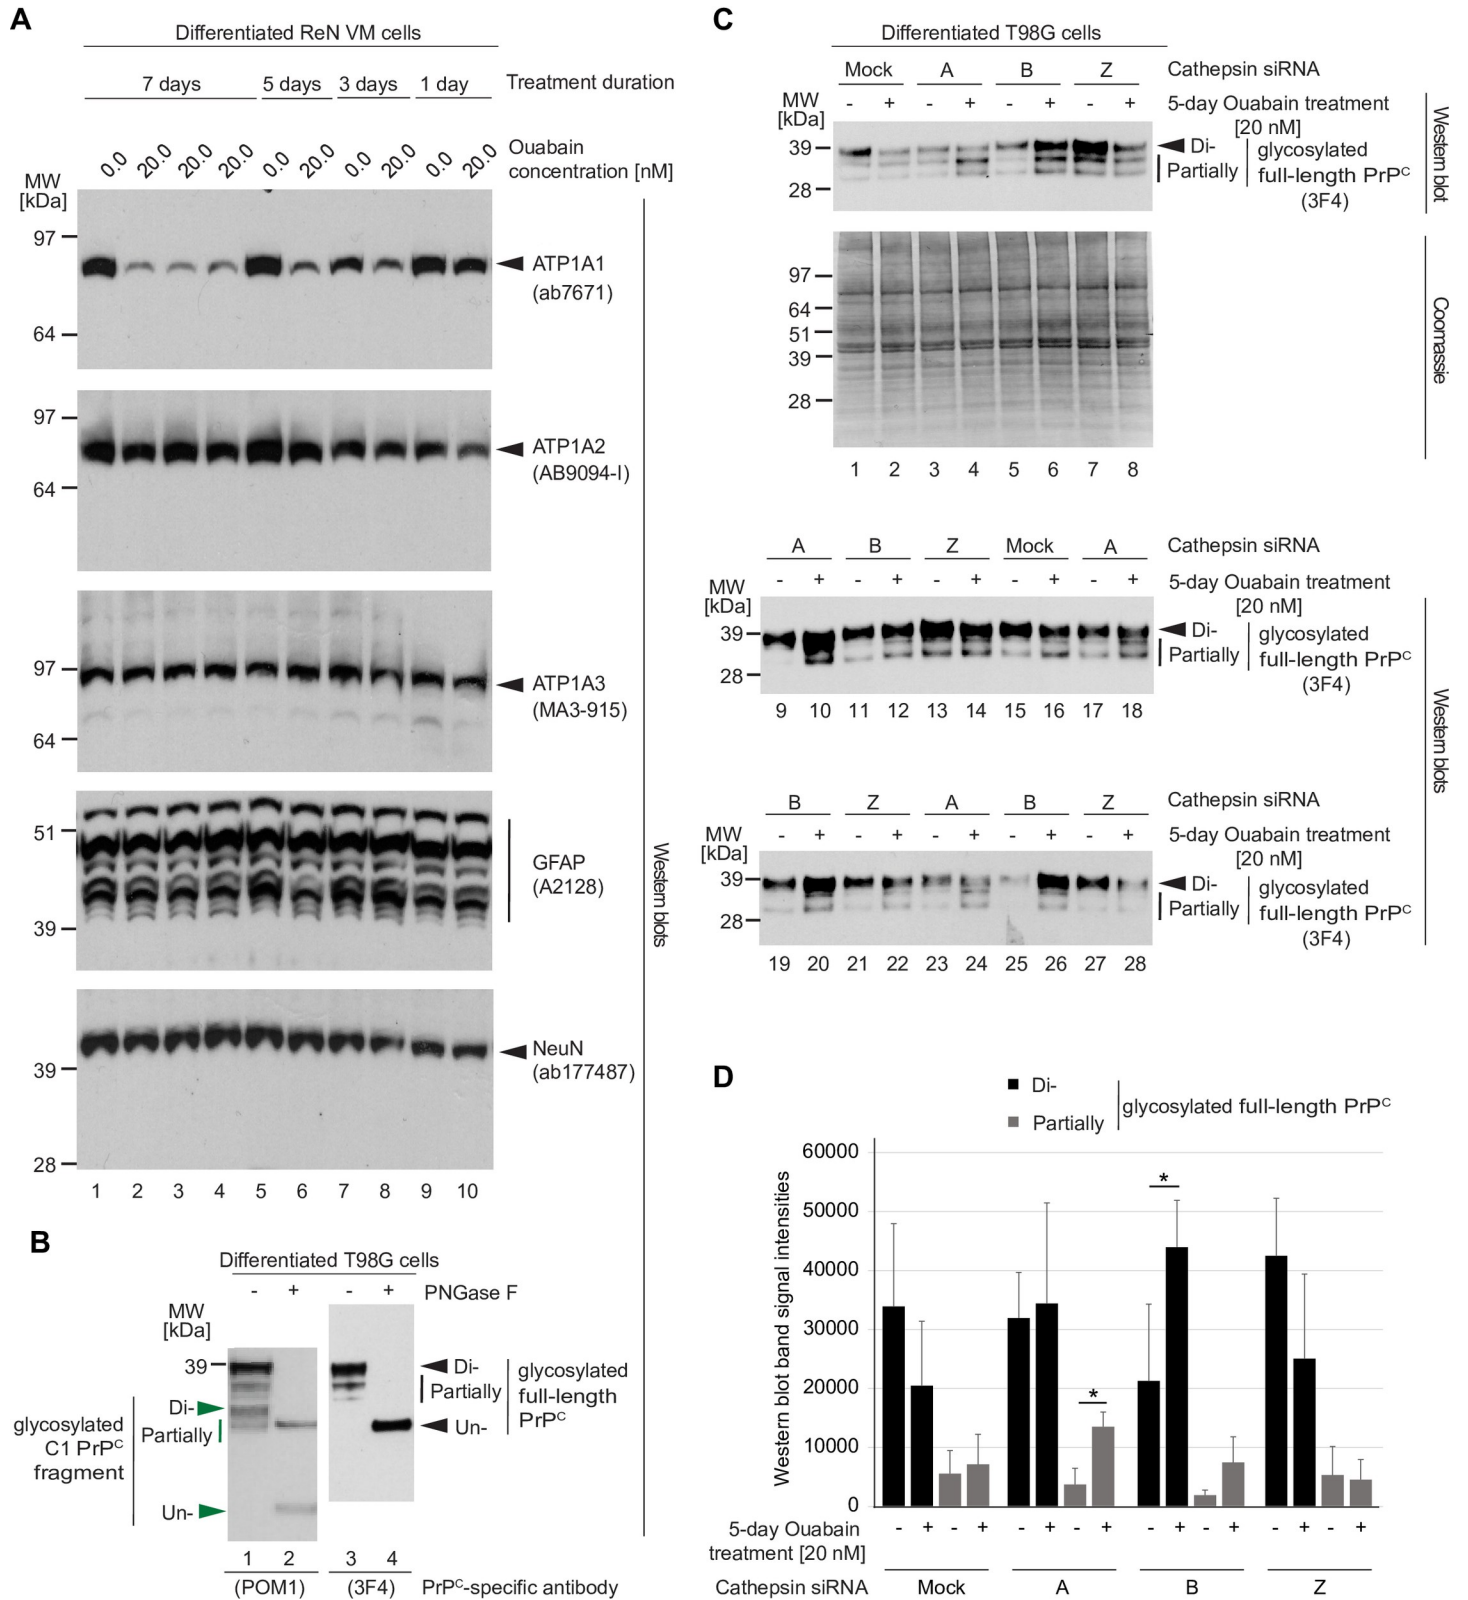 A
Differentiated ReN VM cells
7 days 5 days 3 days 1 day Treatment duration
0.0 20.0 20.0 20.0 0.0 20.0 0.0 20.0 0.0 20.0 Ouabain
concentration [nM]
MW
[kDa]
97
ATP1A1
(ab7671)
64
97
ATP1A2
(AB9094-I)
64
97
ATP1A3
(MA3-915)
64
51
GFAP
(A2128)
39
NeuN
(ab177487)
39
28
1 2 3 4 5 6 7 8 9 10
Western blots
B
Differentiated T98G cells
- + - + PNGase F
MW
[kDa]
39
Di-
Partially
glycosylated
full-length
PrPC
Un-
Di-
Partially
glycosylated
C1 PrPC
fragment
Un-
1 2 3 4
(POM1) (3F4) PrPC-specific antibody
C
Differentiated T98G cells
Mock A B Z Cathepsin siRNA
- + - + - + - + 5-day Ouabain treatment
[20 nM]
MW
[kDa]
39
28
Di-
Partially
glycosylated
full-length PrPC
(3F4)
Western blot
97
64
51
39
28
Coomassie
1 2 3 4 5 6 7 8
A B Z Mock A Cathepsin siRNA
- + - + - + - + - + 5-day Ouabain treatment
[20 nM]
MW
[kDa]
39
28
Di-
Partially
glycosylated
full-length PrPC
(3F4)
9 10 11 12 13 14 15 16 17 18
Western blots
B Z A B Z Cathepsin siRNA
- + - + - + - + - + 5-day Ouabain treatment
[20 nM]
MW
[kDa]
39
28
Di-
Partially
glycosylated
full-length PrPC
(3F4)
19 20 21 22 23 24 25 26 27 28
D
Di-
Partially
glycosylated full-length PrPC
Western blot band signal intensities
60000
50000
40000
30000
20000
10000
0
*
*
5-day Ouabain
treatment [20 nM]
- + - + - + - + - + - + - + - +
Cathepsin siRNA Mock A B Z